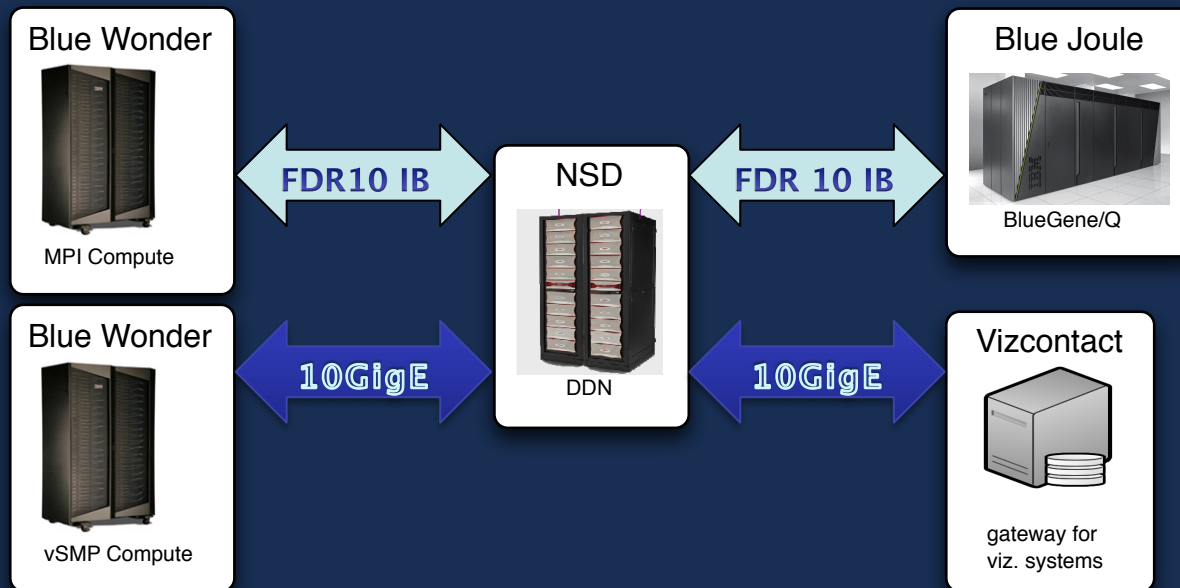 Blue Wonder
MPI Compute
FDR10 IB
NSD
DDN
FDR 10 IB
Blue Joule
IBM
BlueGene/Q
Blue Wonder
vSMP Compute
10GigE
10GigE
Vizcontact
gateway for
viz. systems